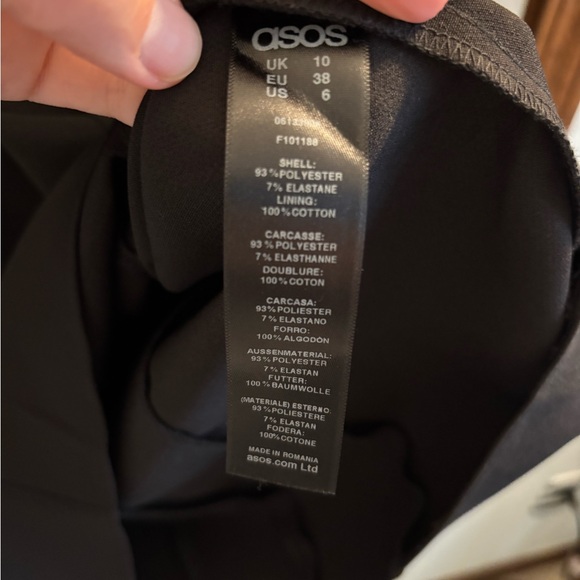 asos
UK 10
EU 38
US 6
F101186
SHELL:
93% POLYESTER
7% ELASTANE
LINING:
100% COTTON
CARCASSE:
93% POLYESTER
7% ELASTHANNE
DOUBLURE:
100% COTON
CARCASA:
93% POLIESTER
7% ELASTANO
FORRO:
100% ALGODÓN
AUSSENMATERIAL:
93% POLYESTER
7% ELASTAN
FUTTER:
100% BAUMWOLLE
(MATERIALE) ESTERNO:
93% POLIESTERE
7% ELASTAN
FODERA:
100% COTONE
MADE IN ROMANIA
asos.com Ltd